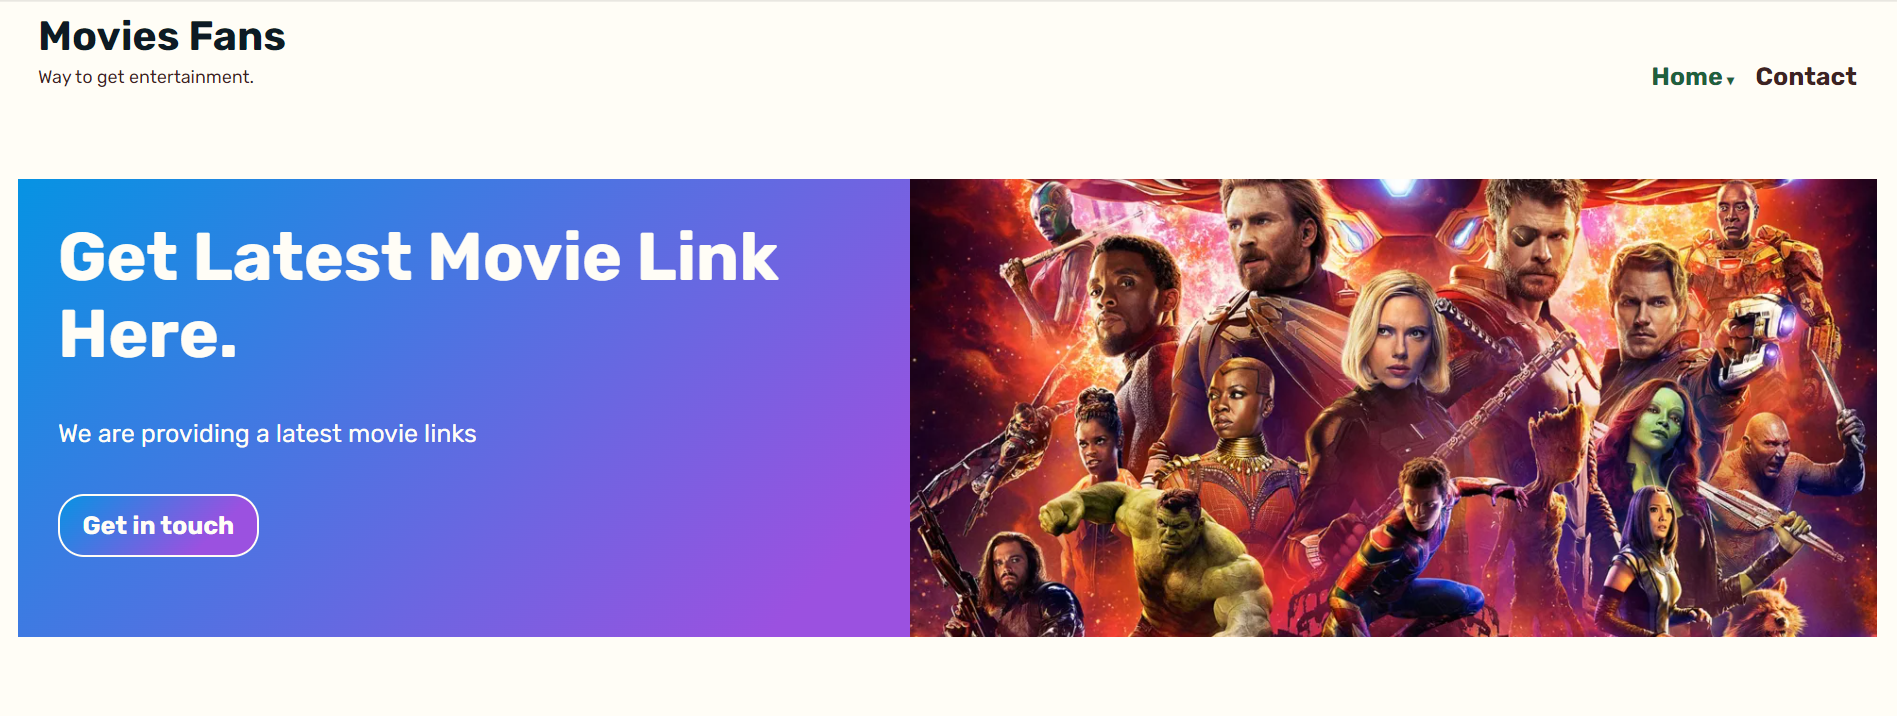 Movies Fans
Way to get entertainment.
Home ▾ Contact
Get Latest Movie Link
Here.
We are providing a latest movie links
Get in touch